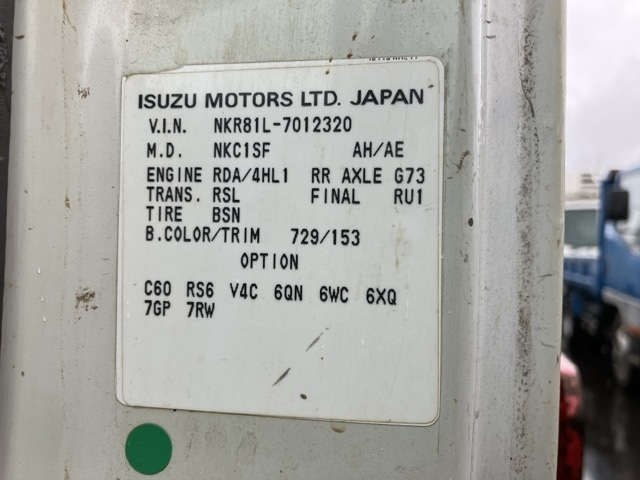 ISUZU MOTORS LTD. JAPAN
V.I.N. NKR81L-7012320
M.D. NKC1SF AH/AE
ENGINE RDA/4HL1 RR AXLE G73
TRANS. RSL FINAL RU1
TIRE BSN
B.COLOR/TRIM 729/153
OPTION
C60 RS6 V4C 6QN 6WC 6XQ
7GP 7RW